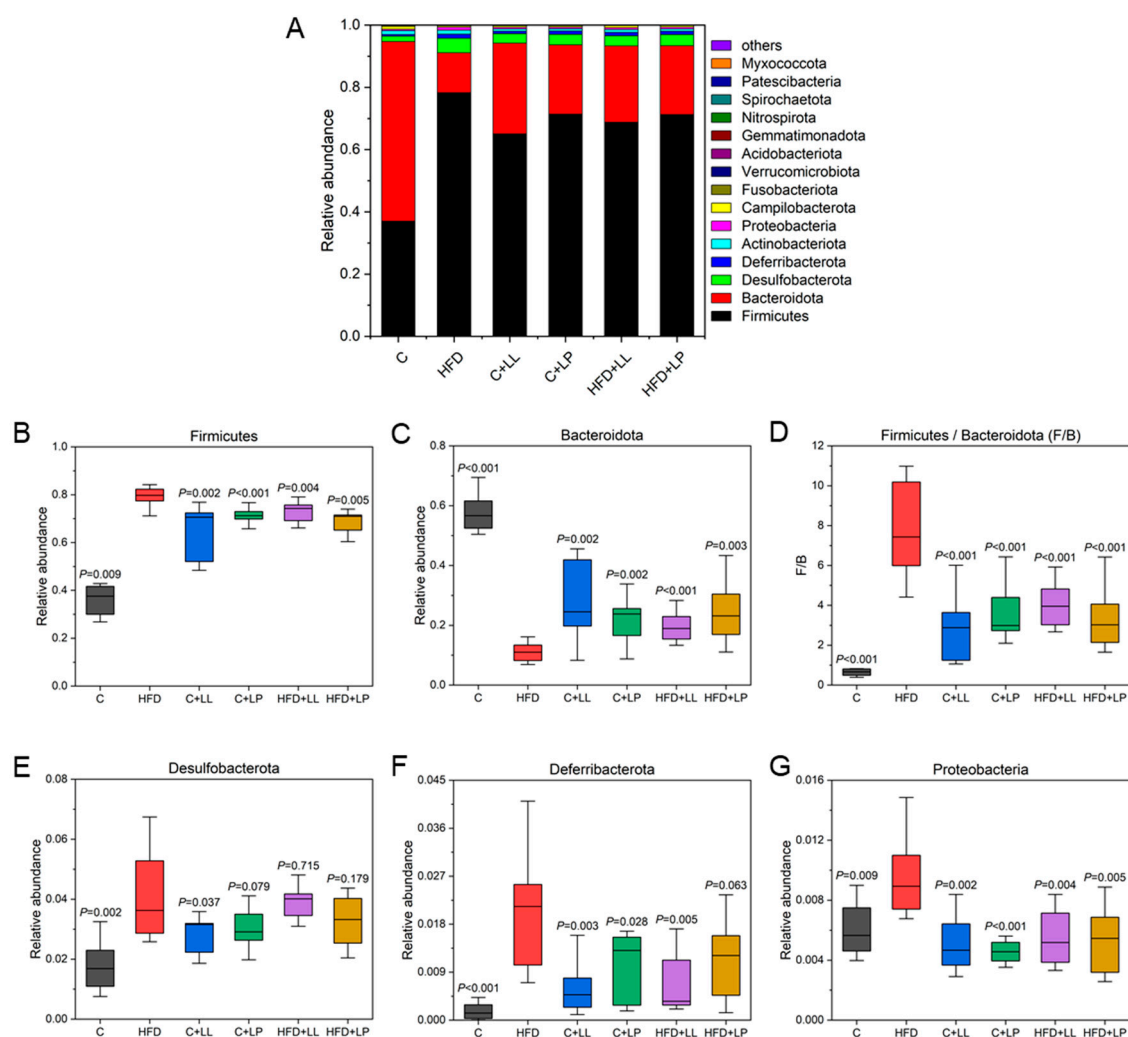 A
1.0
0.8
0.6
0.4
0.2
0.0
Relative abundance
C
HFD
C+LL
C+LP
HFD+LL
HFD+LP
others
Myxococcota
Patescibacteria
Spirochaetota
Nitrospirota
Gemmatimonadota
Acidobacteriota
Verrucomicrobiota
Fusobacteriota
Campilobacterota
Proteobacteria
Actinobacteriota
Deferribacterota
Desulfobacterota
Bacteroidota
Firmicutes
B
Firmicutes
1.0
0.8
0.6
0.4
0.2
0.0
Relative abundance
P=0.009
P=0.002
P<0.001
P=0.004
P=0.005
C HFD C+LL C+LP HFD+LL HFD+LP
C
Bacteroidota
0.8
0.6
0.4
0.2
0.0
Relative abundance
P<0.001
P=0.002
P=0.002
P<0.001
P=0.003
C HFD C+LL C+LP HFD+LL HFD+LP
D
Firmicutes / Bacteroidota (F/B)
12
10
8
6
4
2
0
F/B
P<0.001
P<0.001
P<0.001
P<0.001
P<0.001
C HFD C+LL C+LP HFD+LL HFD+LP
E
Desulfobacterota
0.08
0.06
0.04
0.02
0.00
Relative abundance
P=0.002
P=0.037
P=0.079
P=0.715
P=0.179
C HFD C+LL C+LP HFD+LL HFD+LP
F
Deferribacterota
0.045
0.036
0.027
0.018
0.009
0.000
Relative abundance
P<0.001
P=0.003
P=0.028
P=0.005
P=0.063
C HFD C+LL C+LP HFD+LL HFD+LP
G
Proteobacteria
0.016
0.012
0.008
0.004
0.000
Relative abundance
P=0.009
P=0.002
P<0.001
P=0.004
P=0.005
C HFD C+LL C+LP HFD+LL HFD+LP